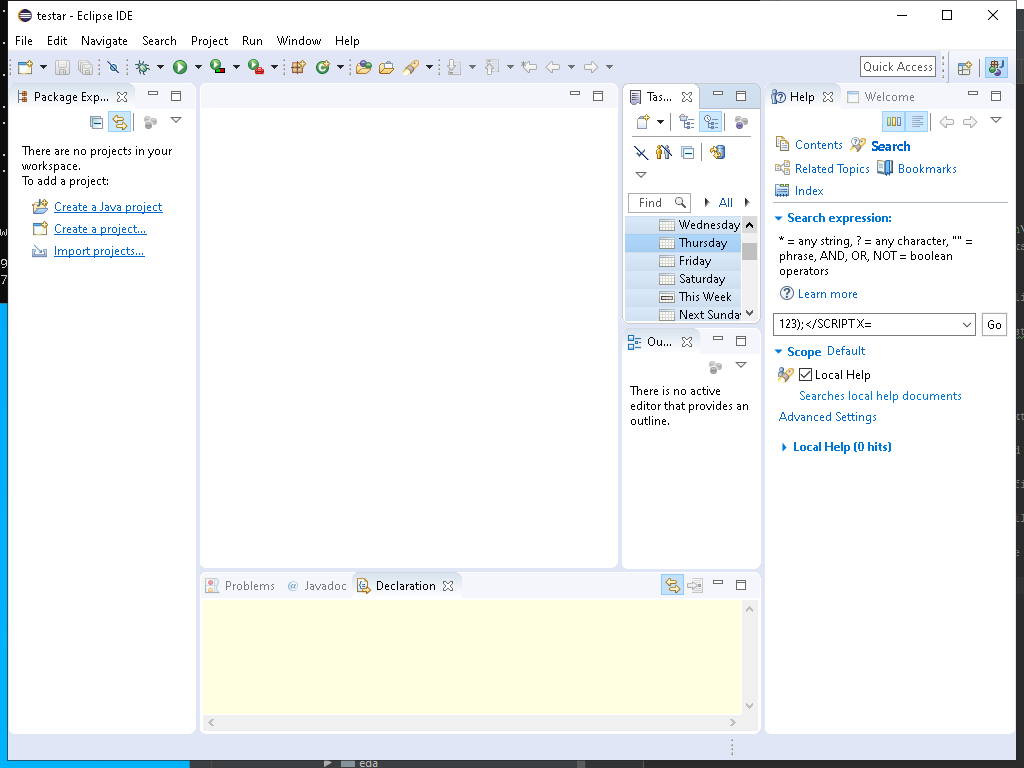 testar - Eclipse IDE
File Edit Navigate Search Project Run Window Help
Quick Access
Package Exp...
There are no projects in your
workspace.
To add a project:
Create a Java project
Create a project...
Import projects...
Tas...
Find
All
Wednesday
Thursday
Friday
Saturday
This Week
Next Sunda
Ou...
There is no active
editor that provides an
outline.
Help Welcome
Contents Search
Related Topics Bookmarks
Index
Search expression:
* = any string, ? = any character, "" =
phrase, AND, OR, NOT = boolean
operators
Learn more
123);</SCRIPTX=
Go
Scope Default
Local Help
Searches local help documents
Advanced Settings
Local Help (0 hits)
Problems @ Javadoc Declaration
eda